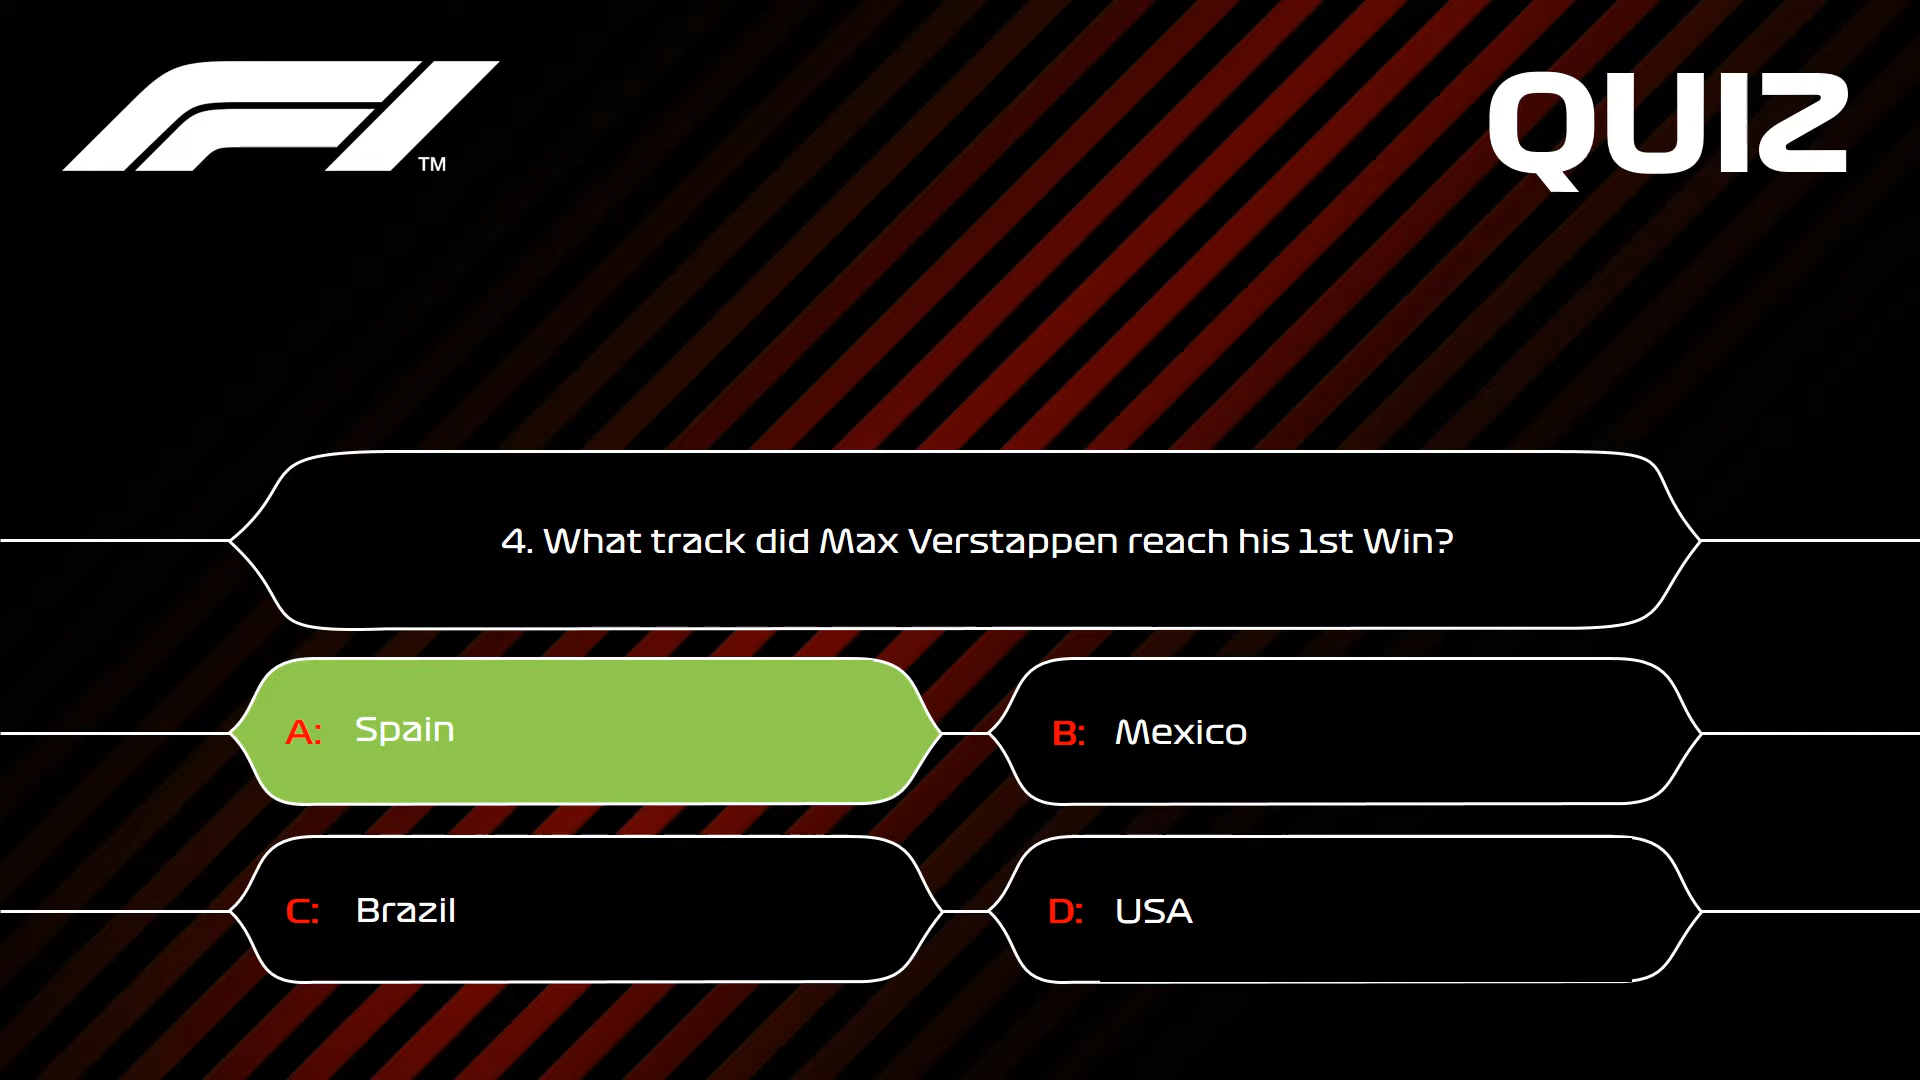 F1 TM
QUIZ
4. What track did Max Verstappen reach his 1st Win?
A: Spain
B: Mexico
C: Brazil
D: USA